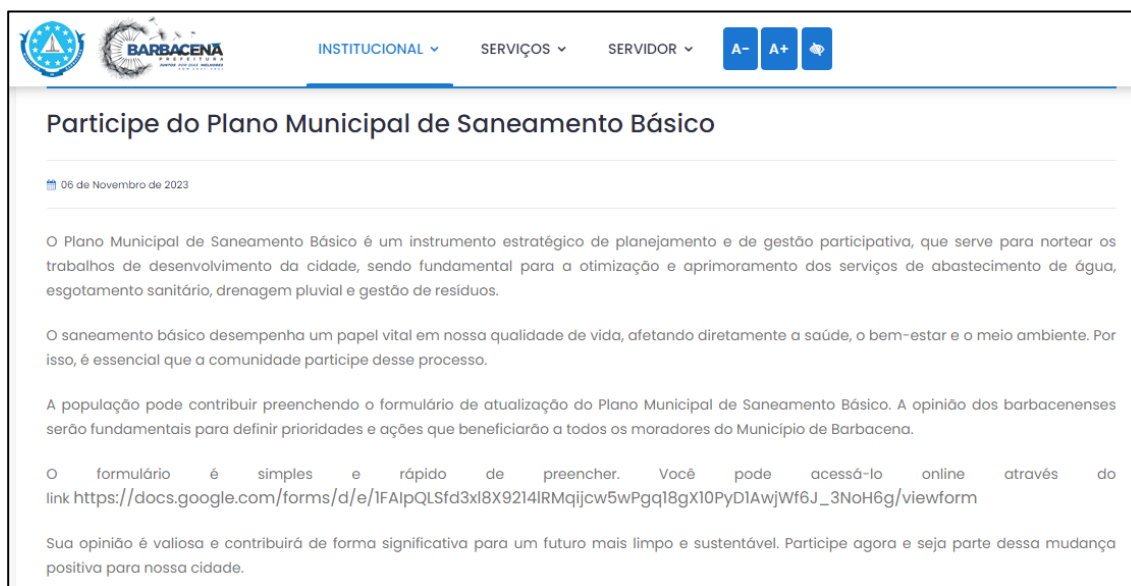 BARBACENA
PREFEITURA
JUNTOS POR DIAS MELHORES
INSTITUCIONAL
SERVIÇOS
SERVIDOR
A-
A+
Participe do Plano Municipal de Saneamento Básico
06 de Novembro de 2023
O Plano Municipal de Saneamento Básico é um instrumento estratégico de planejamento e de gestão participativa, que serve para nortear os
trabalhos de desenvolvimento da cidade, sendo fundamental para a otimização e aprimoramento dos serviços de abastecimento de água,
esgotamento sanitário, drenagem pluvial e gestão de resíduos.
O saneamento básico desempenha um papel vital em nossa qualidade de vida, afetando diretamente a saúde, o bem-estar e o meio ambiente. Por
isso, é essencial que a comunidade participe desse processo.
A população pode contribuir preenchendo o formulário de atualização do Plano Municipal de Saneamento Básico. A opinião dos barbacenenses
serão fundamentais para definir prioridades e ações que beneficiarão a todos os moradores do Município de Barbacena.
O formulário é simples e rápido de preencher. Você pode acessá-lo online através do
link https://docs.google.com/forms/d/e/1FAIpQLSfd3xl8X9214lRMqijcw5wPgq18gX10PyD1AwjWf6J_3NoH6g/viewform
Sua opinião é valiosa e contribuirá de forma significativa para um futuro mais limpo e sustentável. Participe agora e seja parte dessa mudança
positiva para nossa cidade.